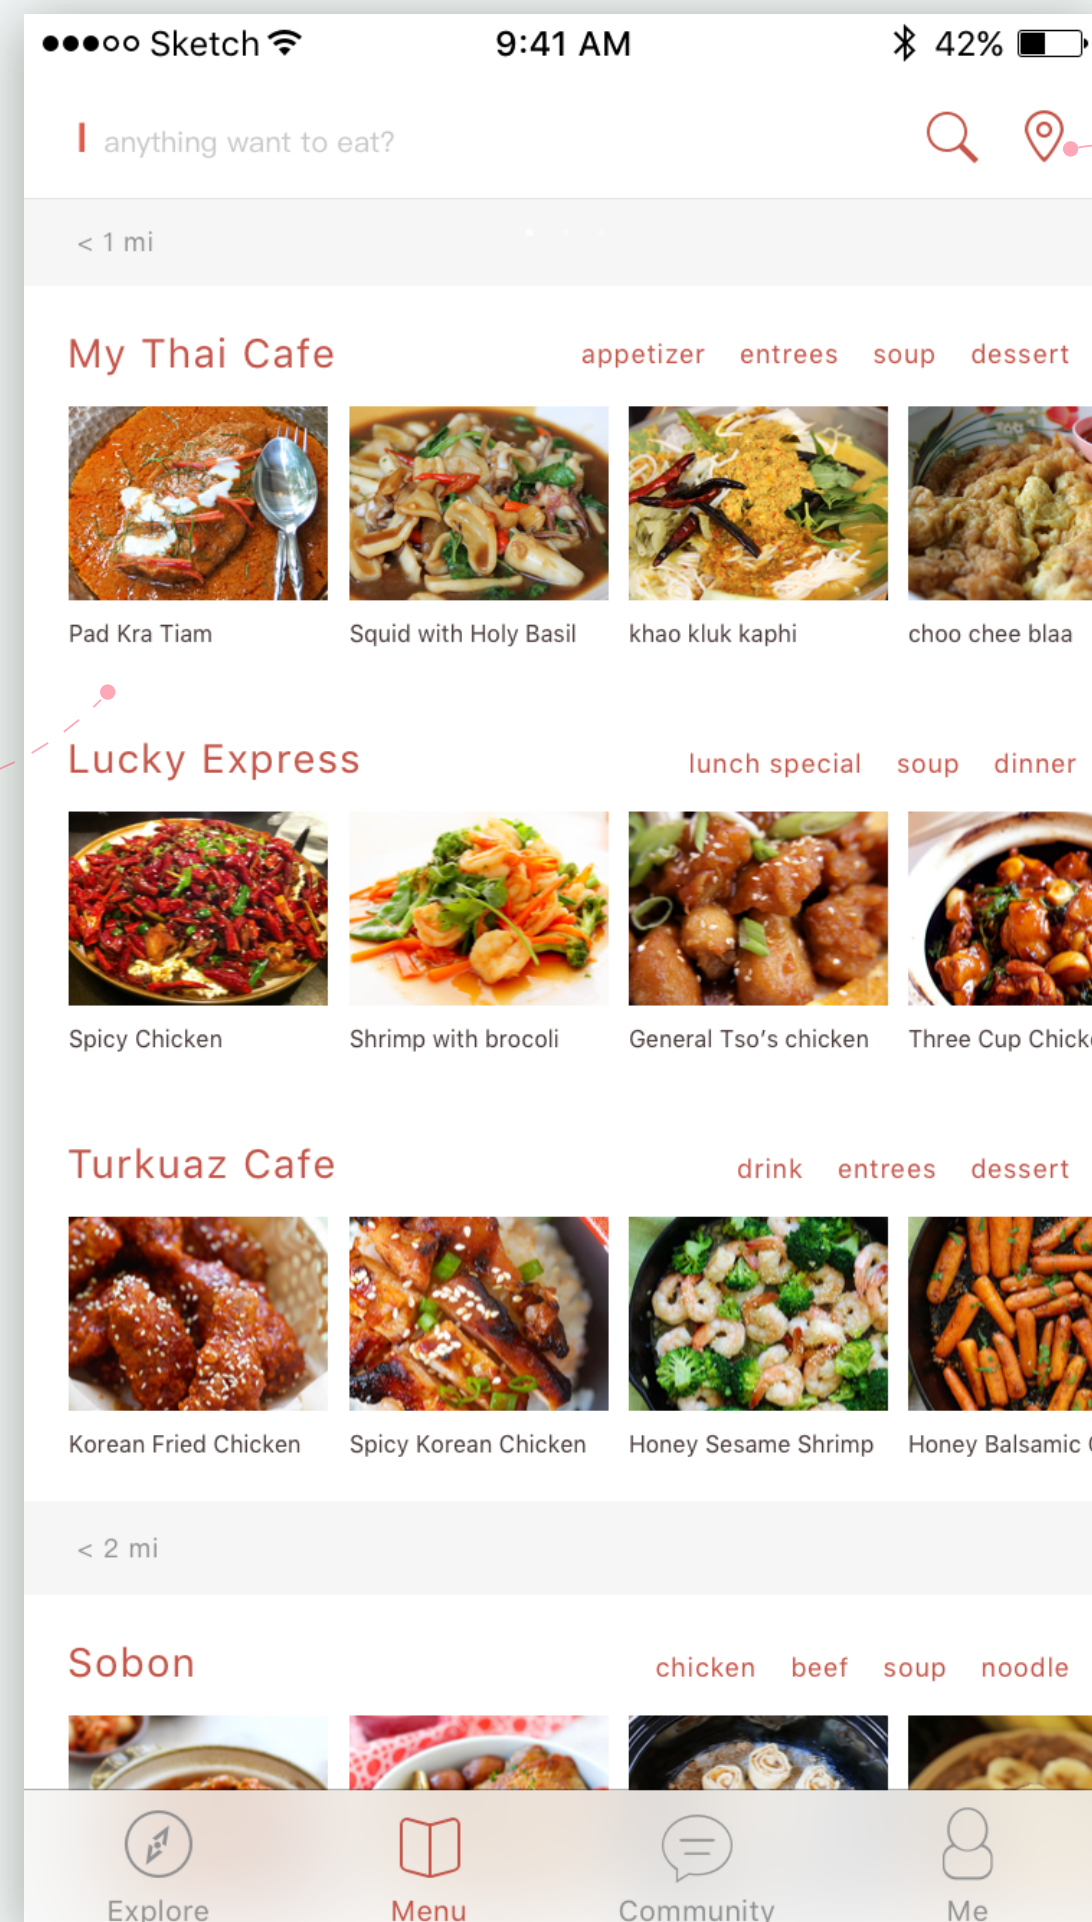 Sketch 9:41 AM 42%
anything want to eat?
< 1 mi
My Thai Cafe appetizer entrees soup dessert
Pad Kra Tiam Squid with Holy Basil khao kluk kaphi choo chee blaa
Lucky Express lunch special soup dinner
Spicy Chicken Shrimp with brocoli General Tso's chicken Three Cup
Turkuaz Cafe drink entrees dessert
Korean Fried Chicken Spicy Korean Chicken Honey Sesame Shrimp Honey Balsamic
< 2 mi
Sobon chicken beef soup noodle
Explore Menu Community Me